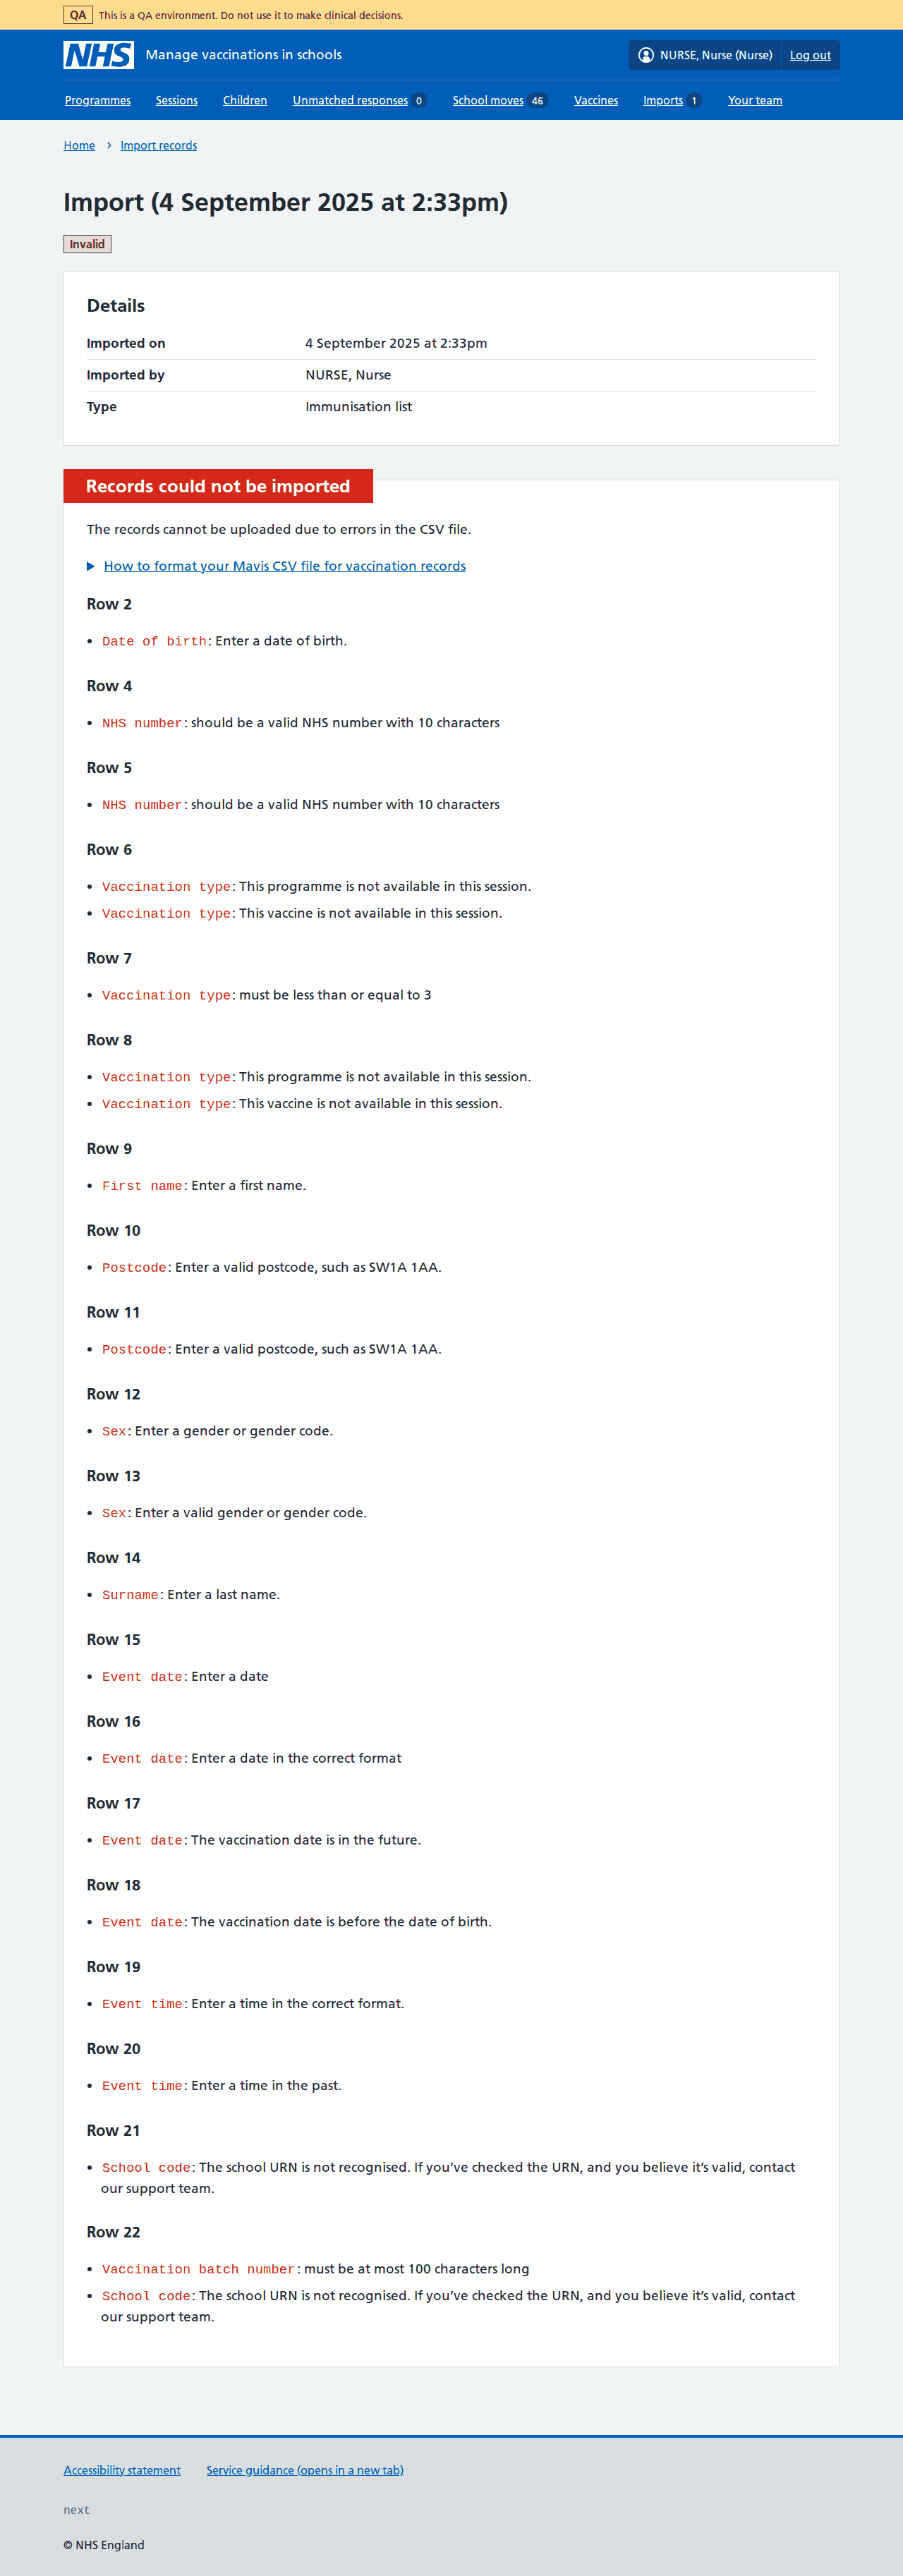 QA This is a QA environment. Do not use it to make clinical decisions.
NHS Manage vaccinations in schools NURSE, Nurse (Nurse) Log out
Programmes Sessions Children Unmatched responses 0 School moves 46 Vaccines Imports 1 Your team
Home › Import records
Import (4 September 2025 at 2:33pm)
Invalid
Details
Imported on 4 September 2025 at 2:33pm
Imported by NURSE, Nurse
Type Immunisation list
Records could not be imported
The records cannot be uploaded due to errors in the CSV file.
How to format your Mavis CSV file for vaccination records
Row 2
• Date of birth: Enter a date of birth.
Row 4
• NHS number: should be a valid NHS number with 10 characters
Row 5
• NHS number: should be a valid NHS number with 10 characters
Row 6
• Vaccination type: This programme is not available in this session.
• Vaccination type: This vaccine is not available in this session.
Row 7
• Vaccination type: must be less than or equal to 3
Row 8
• Vaccination type: This programme is not available in this session.
• Vaccination type: This vaccine is not available in this session.
Row 9
• First name: Enter a first name.
Row 10
• Postcode: Enter a valid postcode, such as SW1A 1AA.
Row 11
• Postcode: Enter a valid postcode, such as SW1A 1AA.
Row 12
• Sex: Enter a gender or gender code.
Row 13
• Sex: Enter a valid gender or gender code.
Row 14
• Surname: Enter a last name.
Row 15
• Event date: Enter a date
Row 16
• Event date: Enter a date in the correct format
Row 17
• Event date: The vaccination date is in the future.
Row 18
• Event date: The vaccination date is before the date of birth.
Row 19
• Event time: Enter a time in the correct format.
Row 20
• Event time: Enter a time in the past.
Row 21
• School code: The school URN is not recognised. If you’ve checked the URN, and you believe it’s valid, contact
our support team.
Row 22
• Vaccination batch number: must be at most 100 characters long
• School code: The school URN is not recognised. If you’ve checked the URN, and you believe it’s valid, contact
our support team.
Accessibility statement Service guidance (opens in a new tab)
next
© NHS England